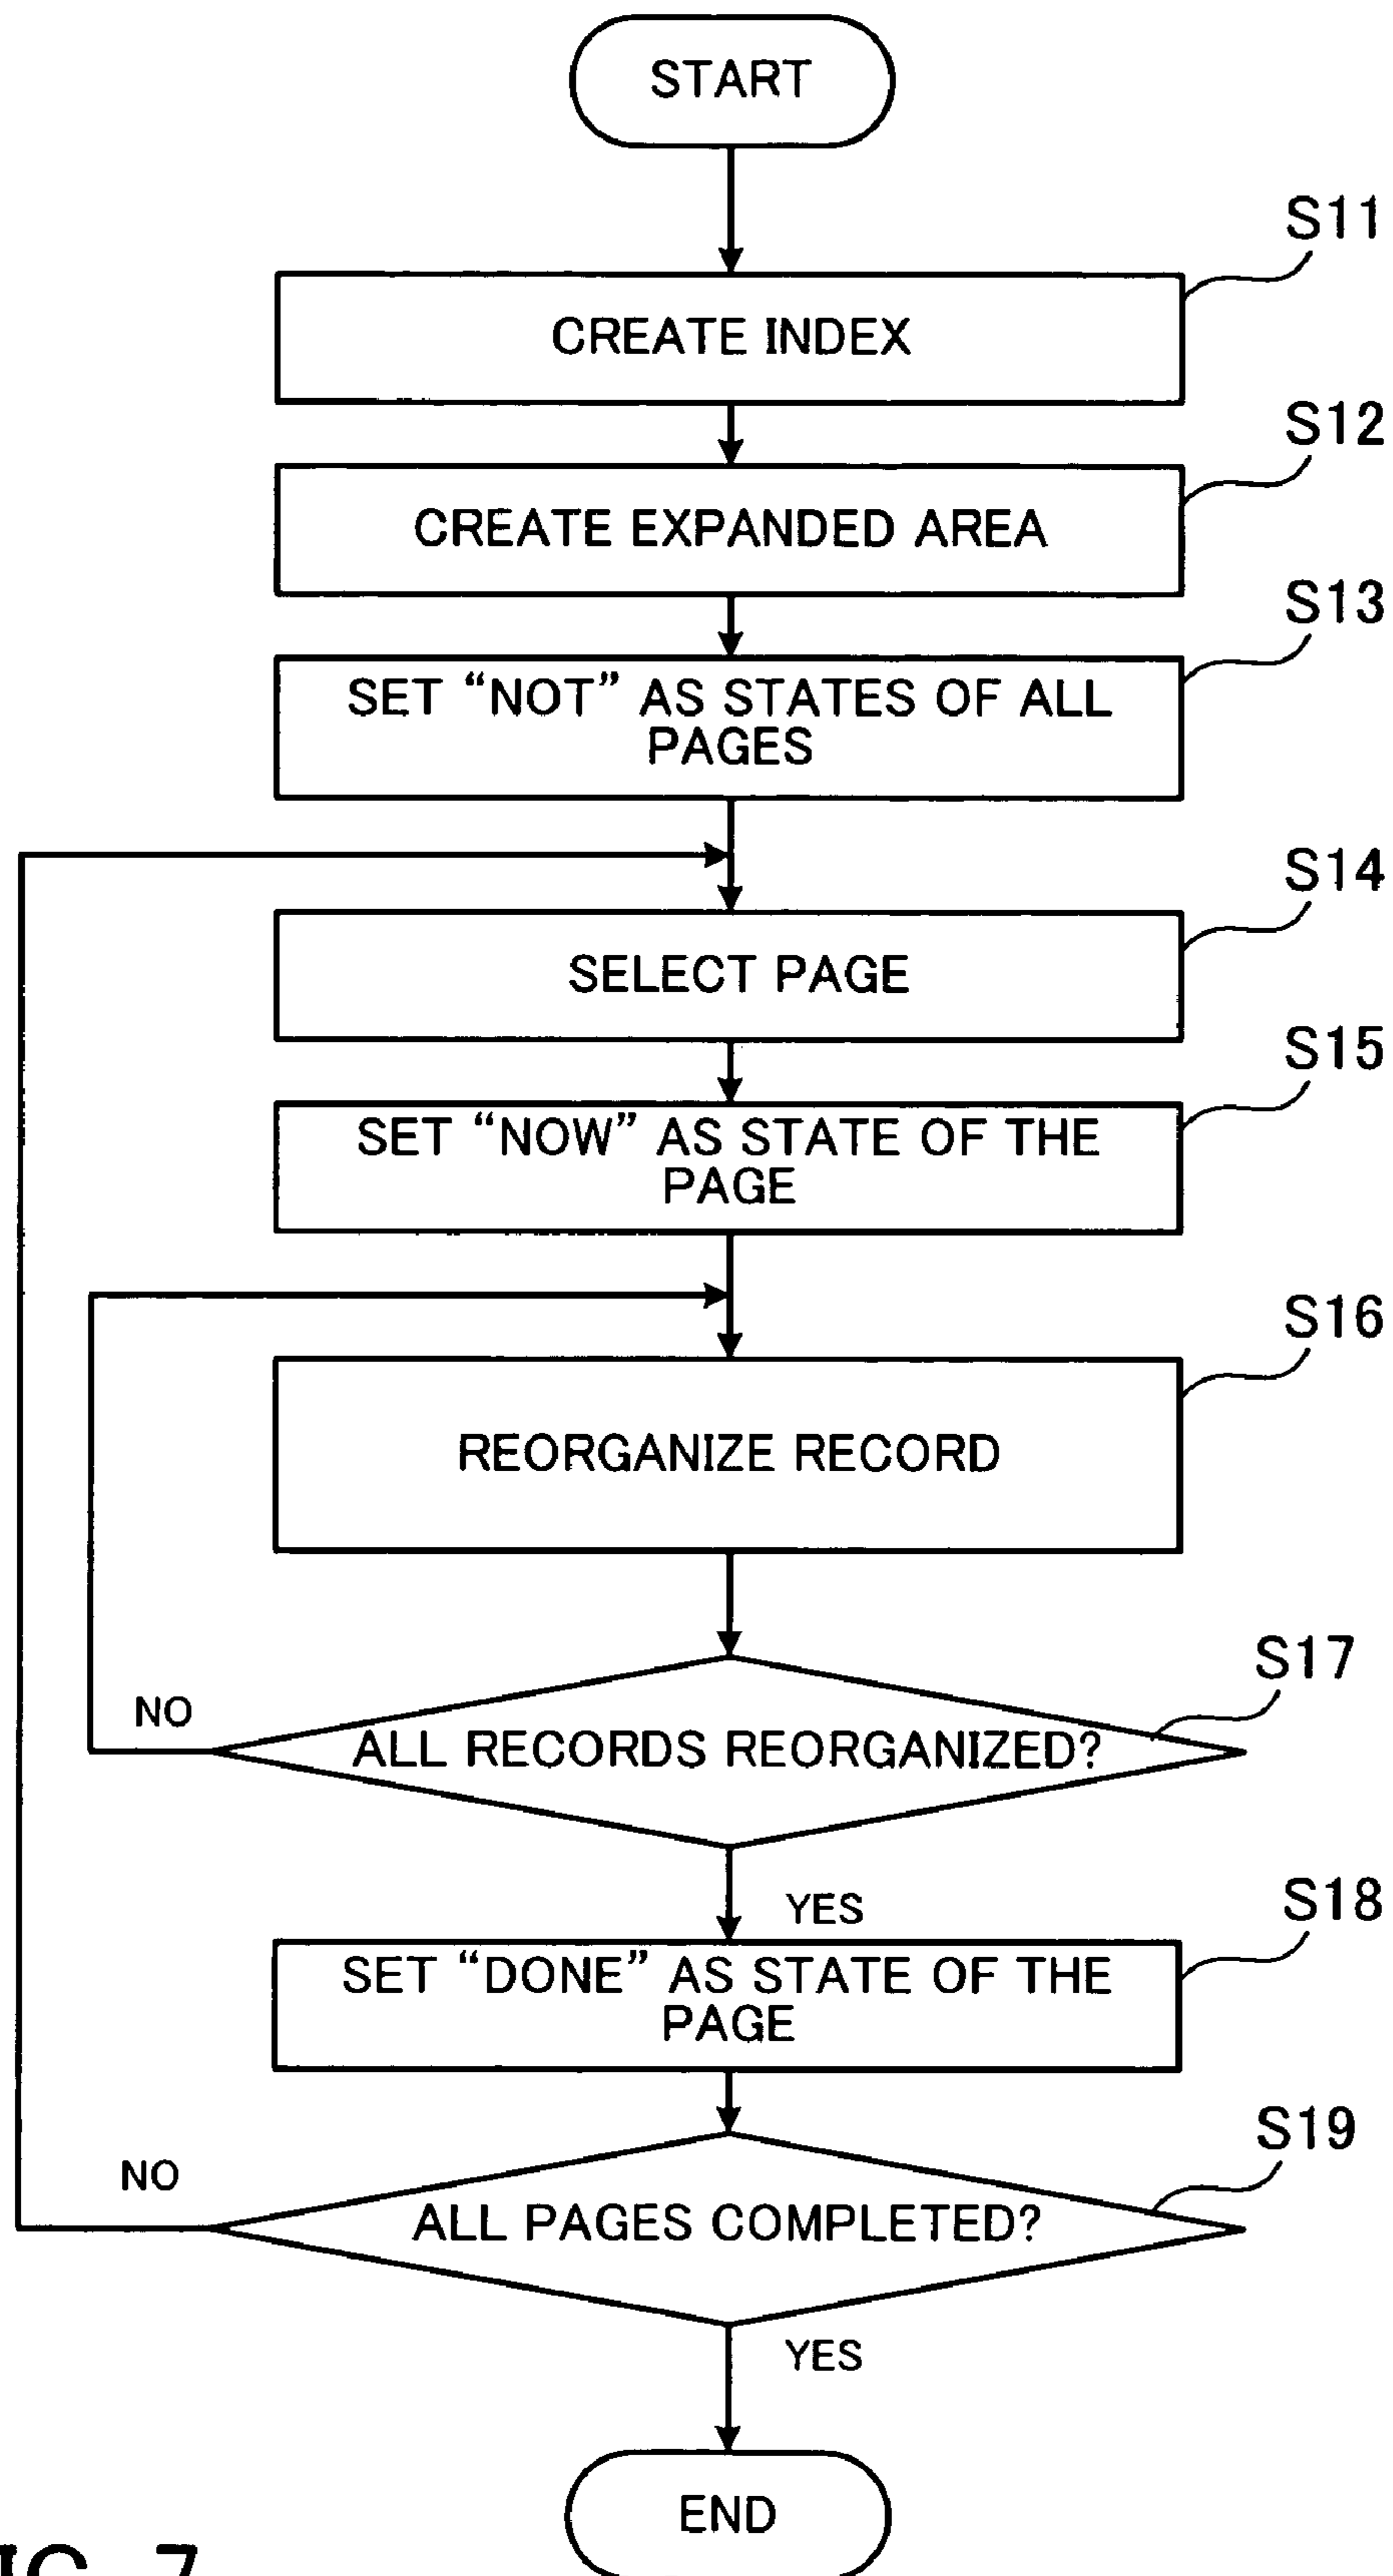 START
S11
CREATE INDEX
S12
CREATE EXPANDED AREA
S13
SET “NOT” AS STATES OF ALL
PAGES
S14
SELECT PAGE
S15
SET “NOW” AS STATE OF THE
PAGE
S16
REORGANIZE RECORD
S17
NO
ALL RECORDS REORGANIZED?
YES
S18
SET “DONE” AS STATE OF THE
PAGE
S19
NO
ALL PAGES COMPLETED?
YES
END